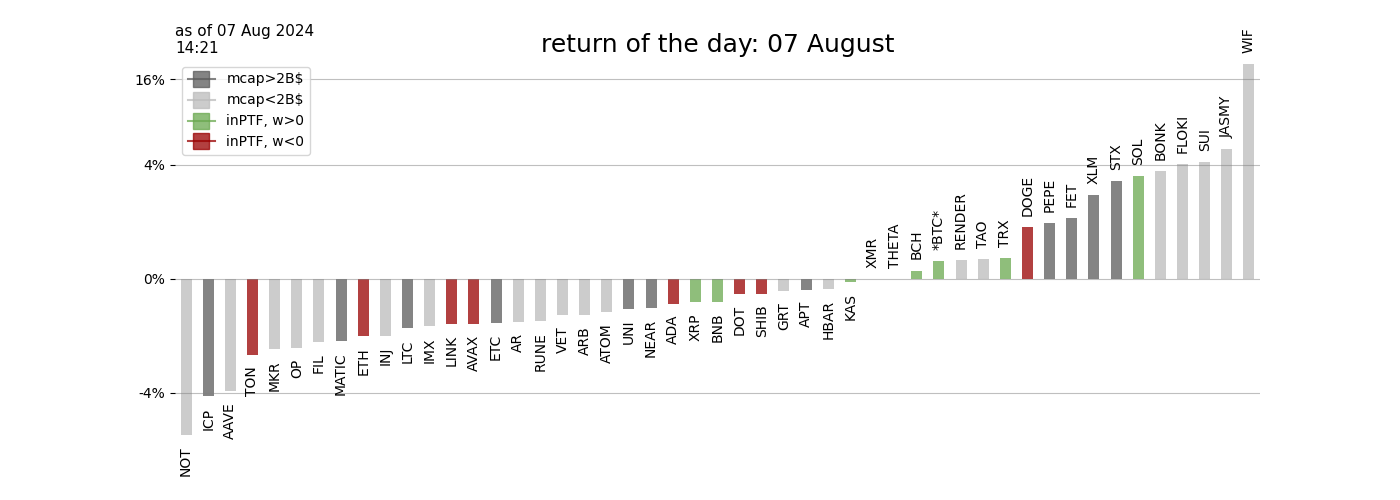 as of 07 Aug 2024
14:21
return of the day: 07 August
mcap>2B$
mcap<2B$
inPTF, w>0
inPTF, w<0
16%
4%
0%
-4%
NOT
ICP
AAVE
TON
MKR
OP
FIL
MATIC
ETH
INJ
LTC
IMX
LINK
AVAX
ETC
AR
RUNE
VET
ARB
ATOM
UNI
NEAR
ADA
XRP
BNB
DOT
SHIB
GRT
APT
HBAR
KAS
XMR
THETA
BCH
*BTC*
RENDER
TAO
TRX
DOGE
PEPE
FET
XLM
STX
SOL
BONK
FLOKI
SUI
JASMY
WIF